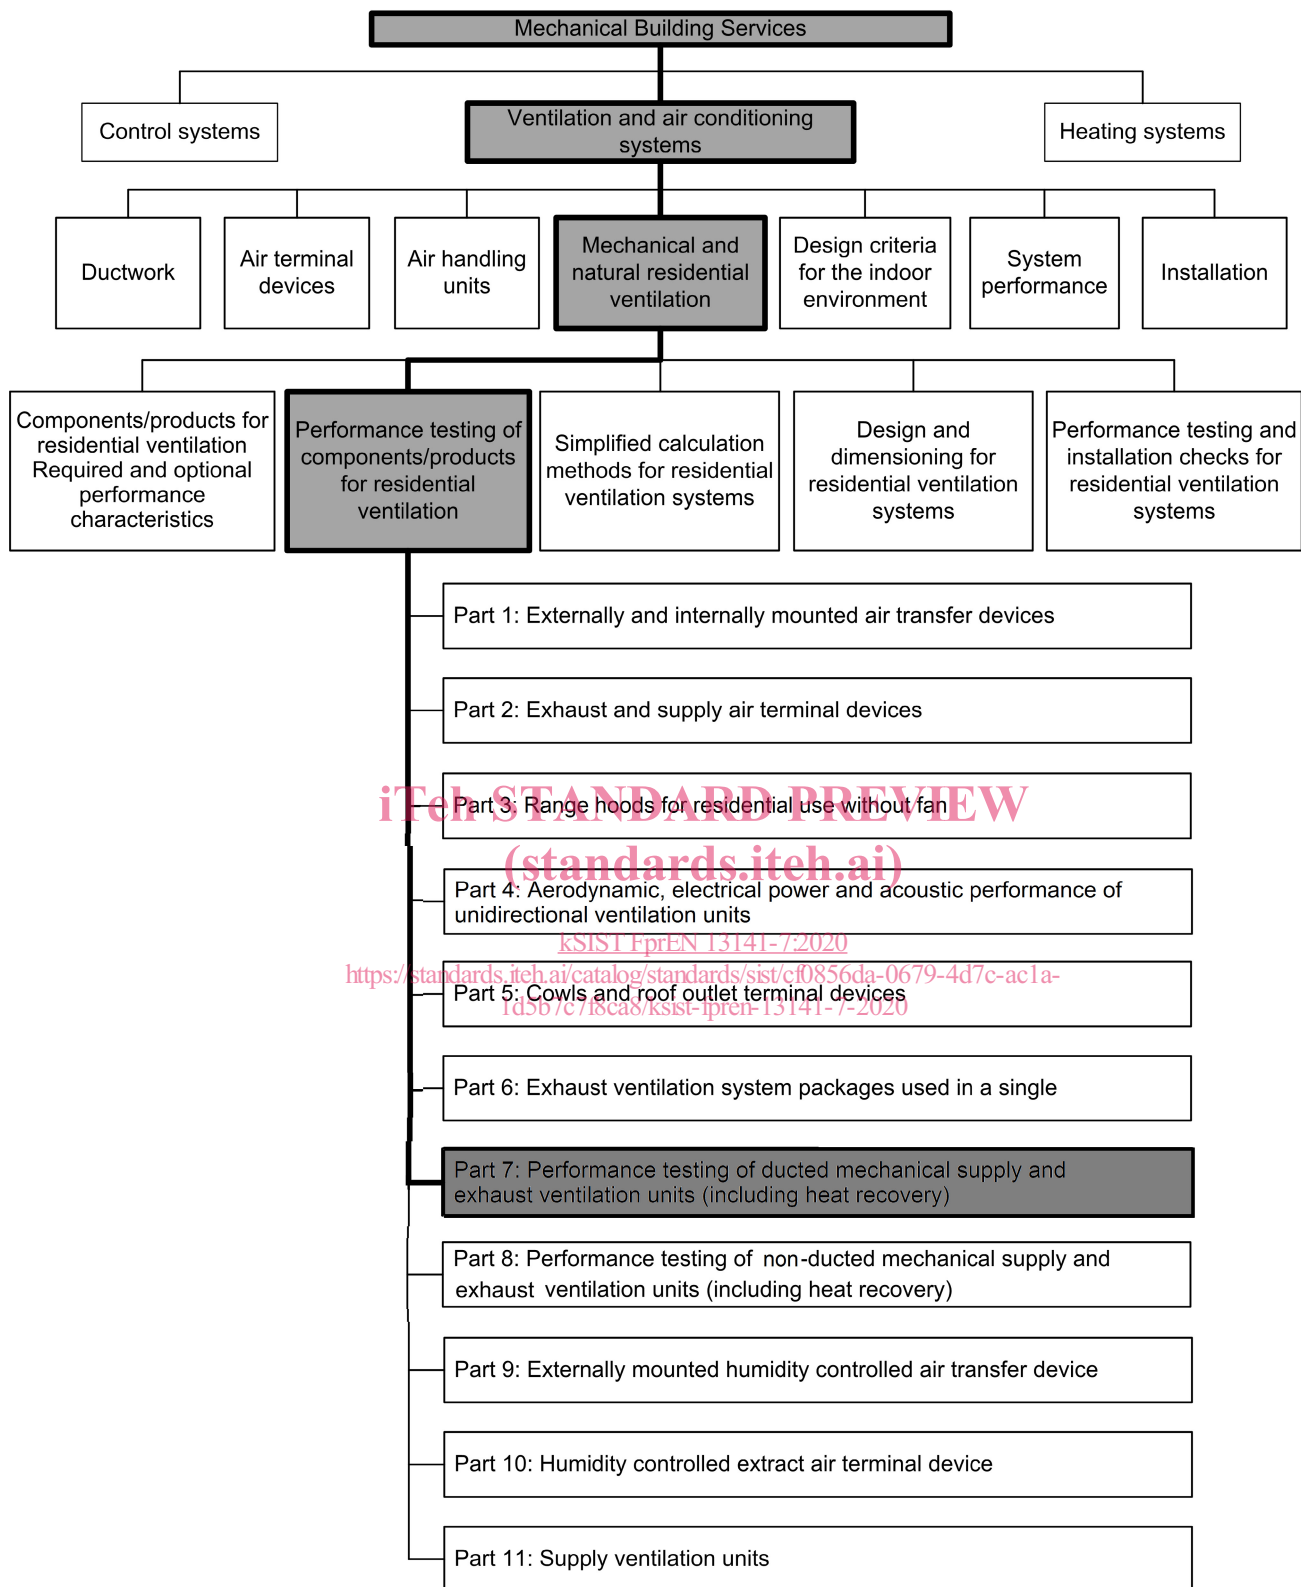 Mechanical Building Services
Control systems
Ventilation and air conditioning
systems
Heating systems
Ductwork
Air terminal
devices
Air handling
units
Mechanical and
natural residential
ventilation
Design criteria
for the indoor
environment
System
performance
Installation
Components/products for
residential ventilation
Required and optional
performance
characteristics
Performance testing of
components/products
for residential
ventilation
Simplified calculation
methods for residential
ventilation systems
Design and
dimensioning for
residential ventilation
systems
Performance testing and
installation checks for
residential ventilation
systems
Part 1: Externally and internally mounted air transfer devices
Part 2: Exhaust and supply air terminal devices
iTeh STANDARD PREVIEW
Part 3: Range hoods for residential use without fan
(standards.iteh.ai)
Part 4: Aerodynamic, electrical power and acoustic performance of
unidirectional ventilation units
kSIST FprEN 13141-7:2020
https://standards.iteh.ai/catalog/standards/sist/cf0856da-0679-4d7c-ac1a-
Part 5: Cowls and roof outlet terminal devices
1d5b7c7f8ca8/ksist-fpren-13141-7-2020
Part 6: Exhaust ventilation system packages used in a single
Part 7: Performance testing of ducted mechanical supply and
exhaust ventilation units (including heat recovery)
Part 8: Performance testing of non-ducted mechanical supply and
exhaust ventilation units (including heat recovery)
Part 9: Externally mounted humidity controlled air transfer device
Part 10: Humidity controlled extract air terminal device
Part 11: Supply ventilation units